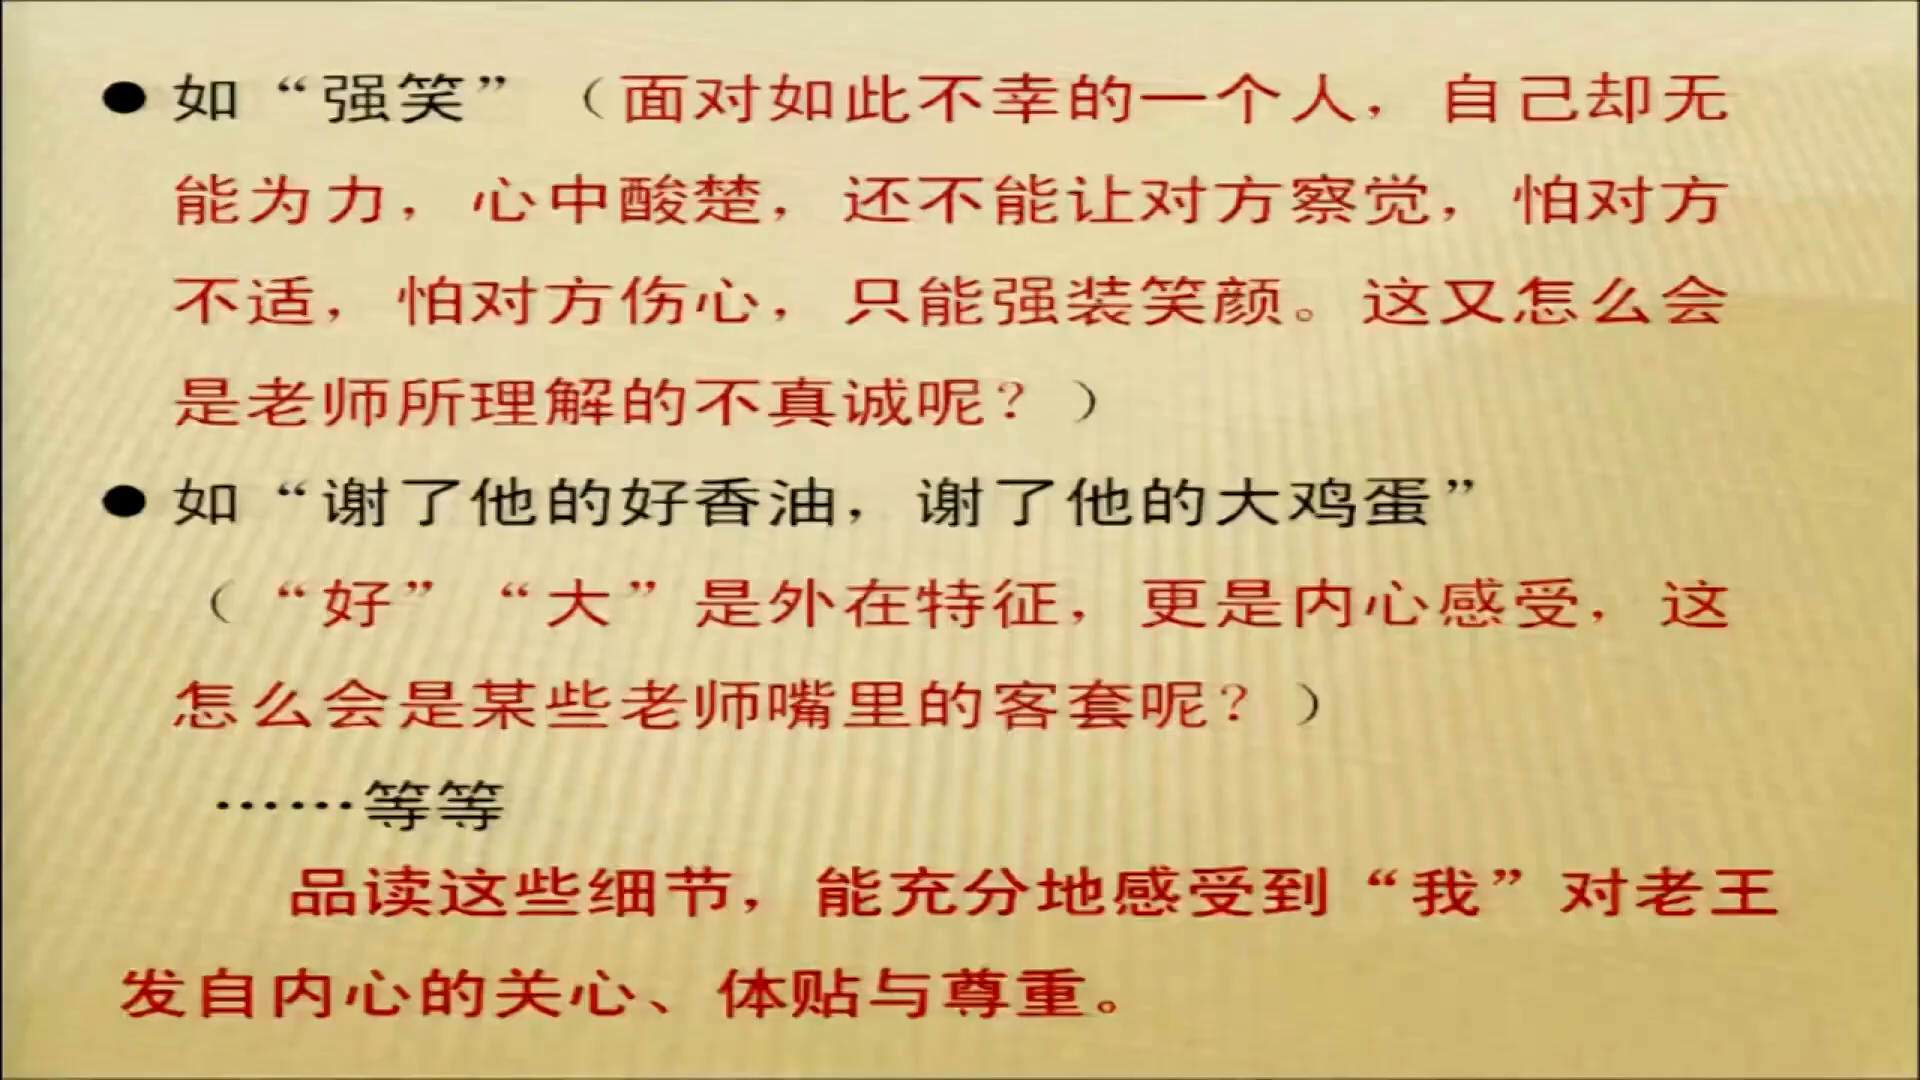 ●如“强笑”（面对如此不幸的一个人，自己却无
能为力，心中酸楚，还不能让对方察觉，怕对方
不适，怕对方伤心，只能强装笑颜。这又怎么会
是老师所理解的不真诚呢？）
●如“谢了他的好香油，谢了他的大鸡蛋”
（“好”“大”是外在特征，更是内心感受，这
怎么会是某些老师嘴里的客套呢？）
……等等
品读这些细节，能充分地感受到“我”对老王
发自内心的关心、体贴与尊重。